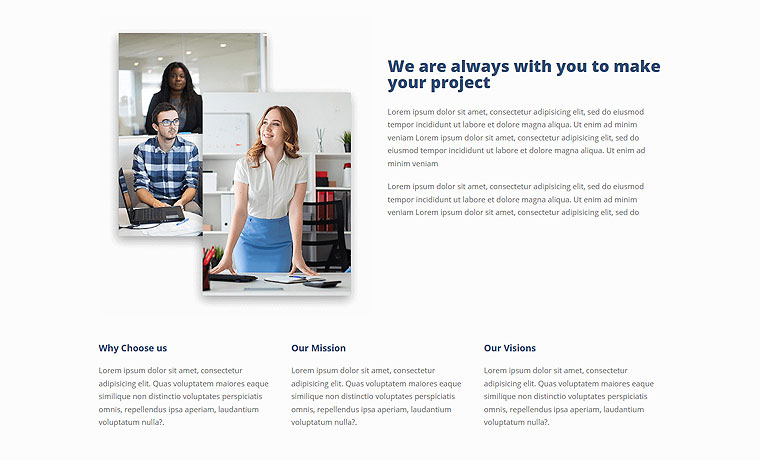 We are always with you to make
your project
Lorem ipsum dolor sit amet, consectetur adipisicing elit, sed do eiusmod
tempor incididunt ut labore et dolore magna aliqua. Ut enim ad minim
veniam Lorem ipsum dolor sit amet, consectetur adipisicing elit, sed do
eiusmod tempor incididunt ut labore et dolore magna aliqua. Ut enim ad
minim veniam
Lorem ipsum dolor sit amet, consectetur adipisicing elit, sed do eiusmod
tempor incididunt ut labore et dolore magna aliqua. Ut enim ad minim
veniam Lorem ipsum dolor sit amet, consectetur adipisicing elit, sed do
Why Choose us
Lorem ipsum dolor sit amet, consectetur
adipisicing elit. Quas voluptatem maiores eaque
similique non distinctio voluptates perspiciatis
omnis, repellendus ipsa aperiam, laudantium
voluptatum nulla?.
Our Mission
Lorem ipsum dolor sit amet, consectetur
adipisicing elit. Quas voluptatem maiores eaque
similique non distinctio voluptates perspiciatis
omnis, repellendus ipsa aperiam, laudantium
voluptatum nulla?.
Our Visions
Lorem ipsum dolor sit amet, consectetur
adipisicing elit. Quas voluptatem maiores eaque
similique non distinctio voluptates perspiciatis
omnis, repellendus ipsa aperiam, laudantium
voluptatum nulla?.